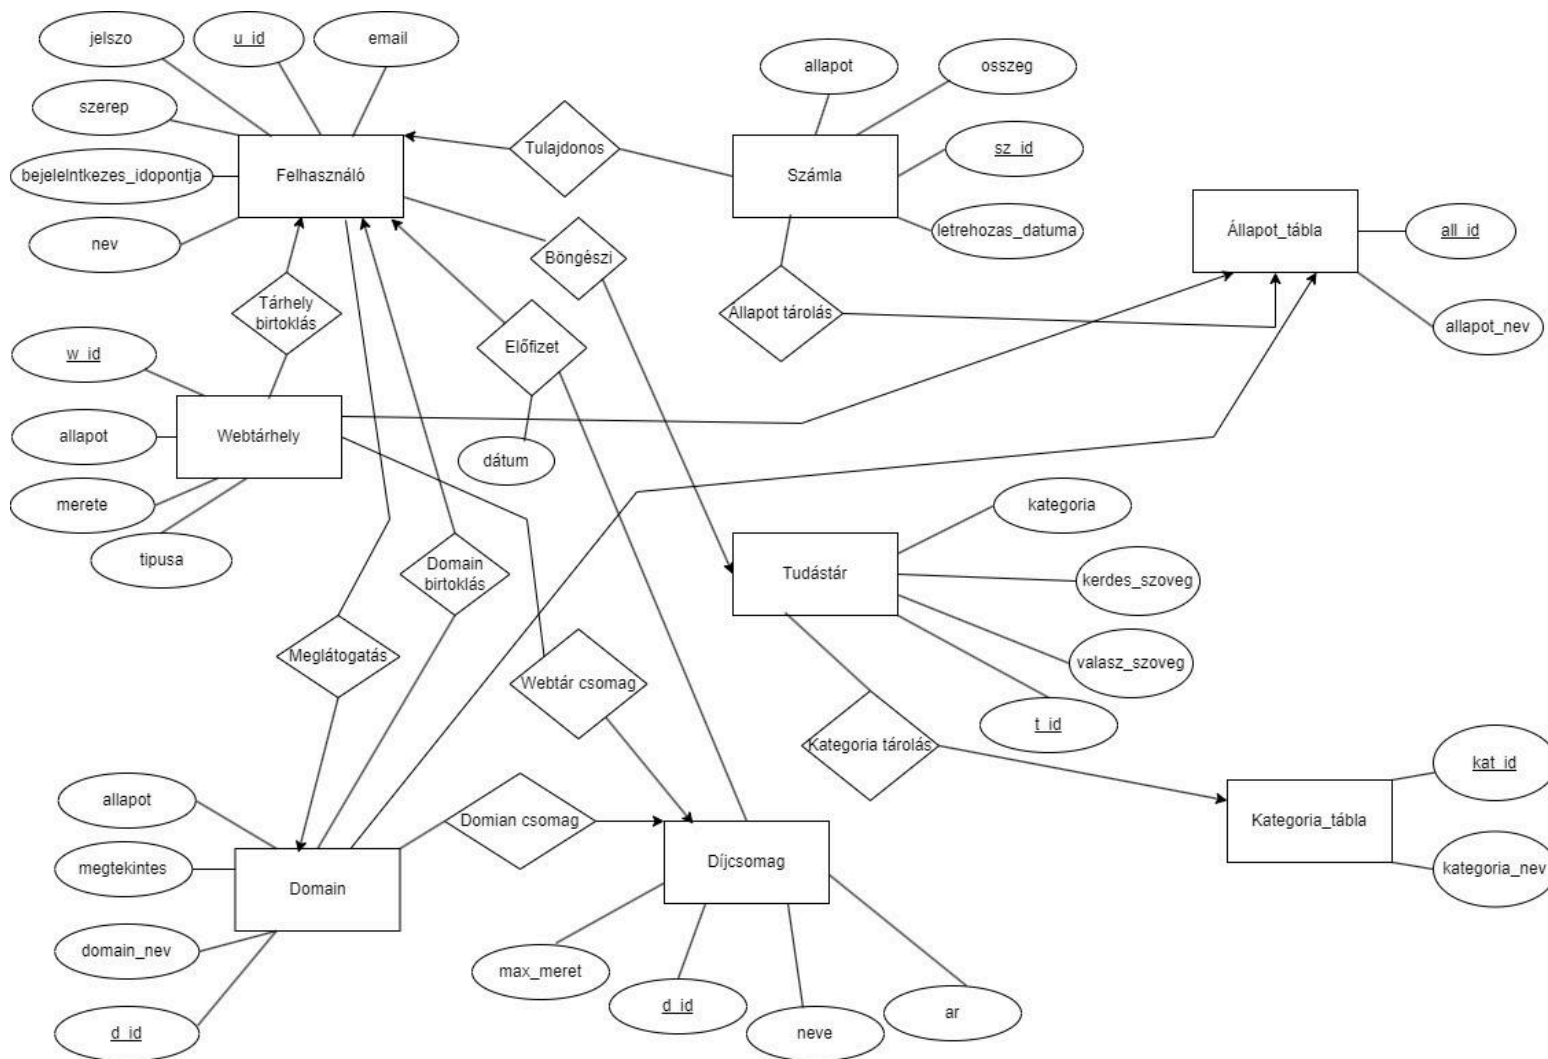 jelszo
u_id
email
allapot
osszeg
szerep
Tulajdonos
sz_id
bejelelntkezes_idopontja
Felhasználó
Számla
nev
Böngészi
letrehozas_datuma
Állapot_tábla
all_id
Tárhely
birtoklás
Allapot tárolás
allapot_nev
Előfizet
w_id
allapot
Webtárhely
dátum
merete
kategoria
tipusa
Domain
birtoklás
Tudástár
kerdes_szoveg
Meglátogatás
valasz_szoveg
Webtár csomag
t_id
Kategoria tárolás
kat_id
allapot
Domian csomag
Kategoria_tábla
megtekintes
Domain
Díjcsomag
kategoria_nev
domain_nev
max_meret
d_id
d_id
neve
ar